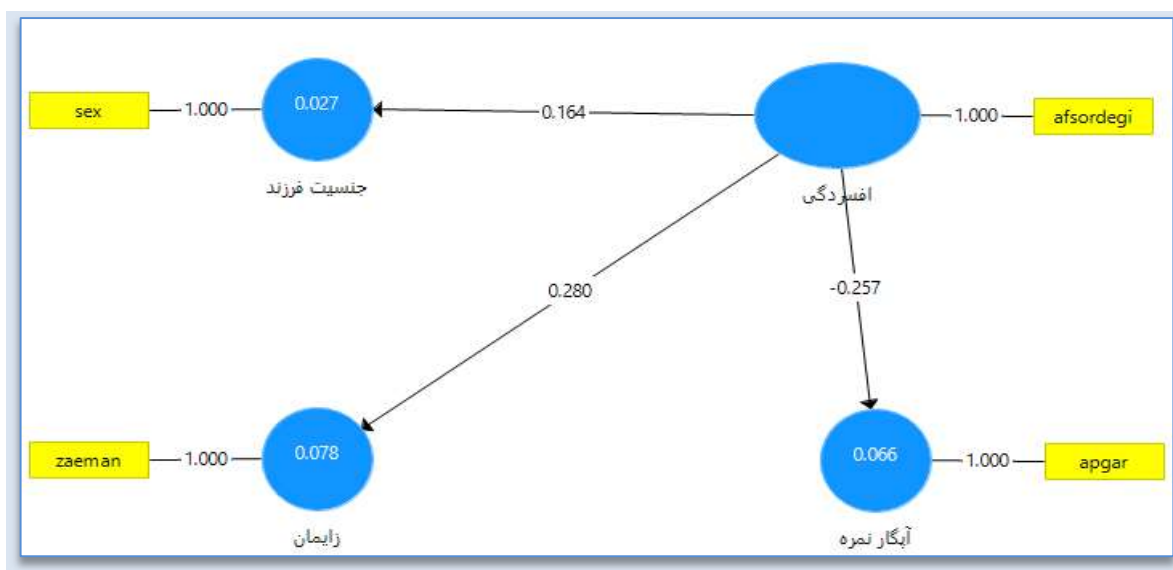 sex
1.000
0.027
0.164
1.000
afsordegi
جنسیت فرزند
افسردگی
0.280
-0.257
zaeman
1.000
0.078
0.066
1.000
apgar
زایمان
آپگار نمره